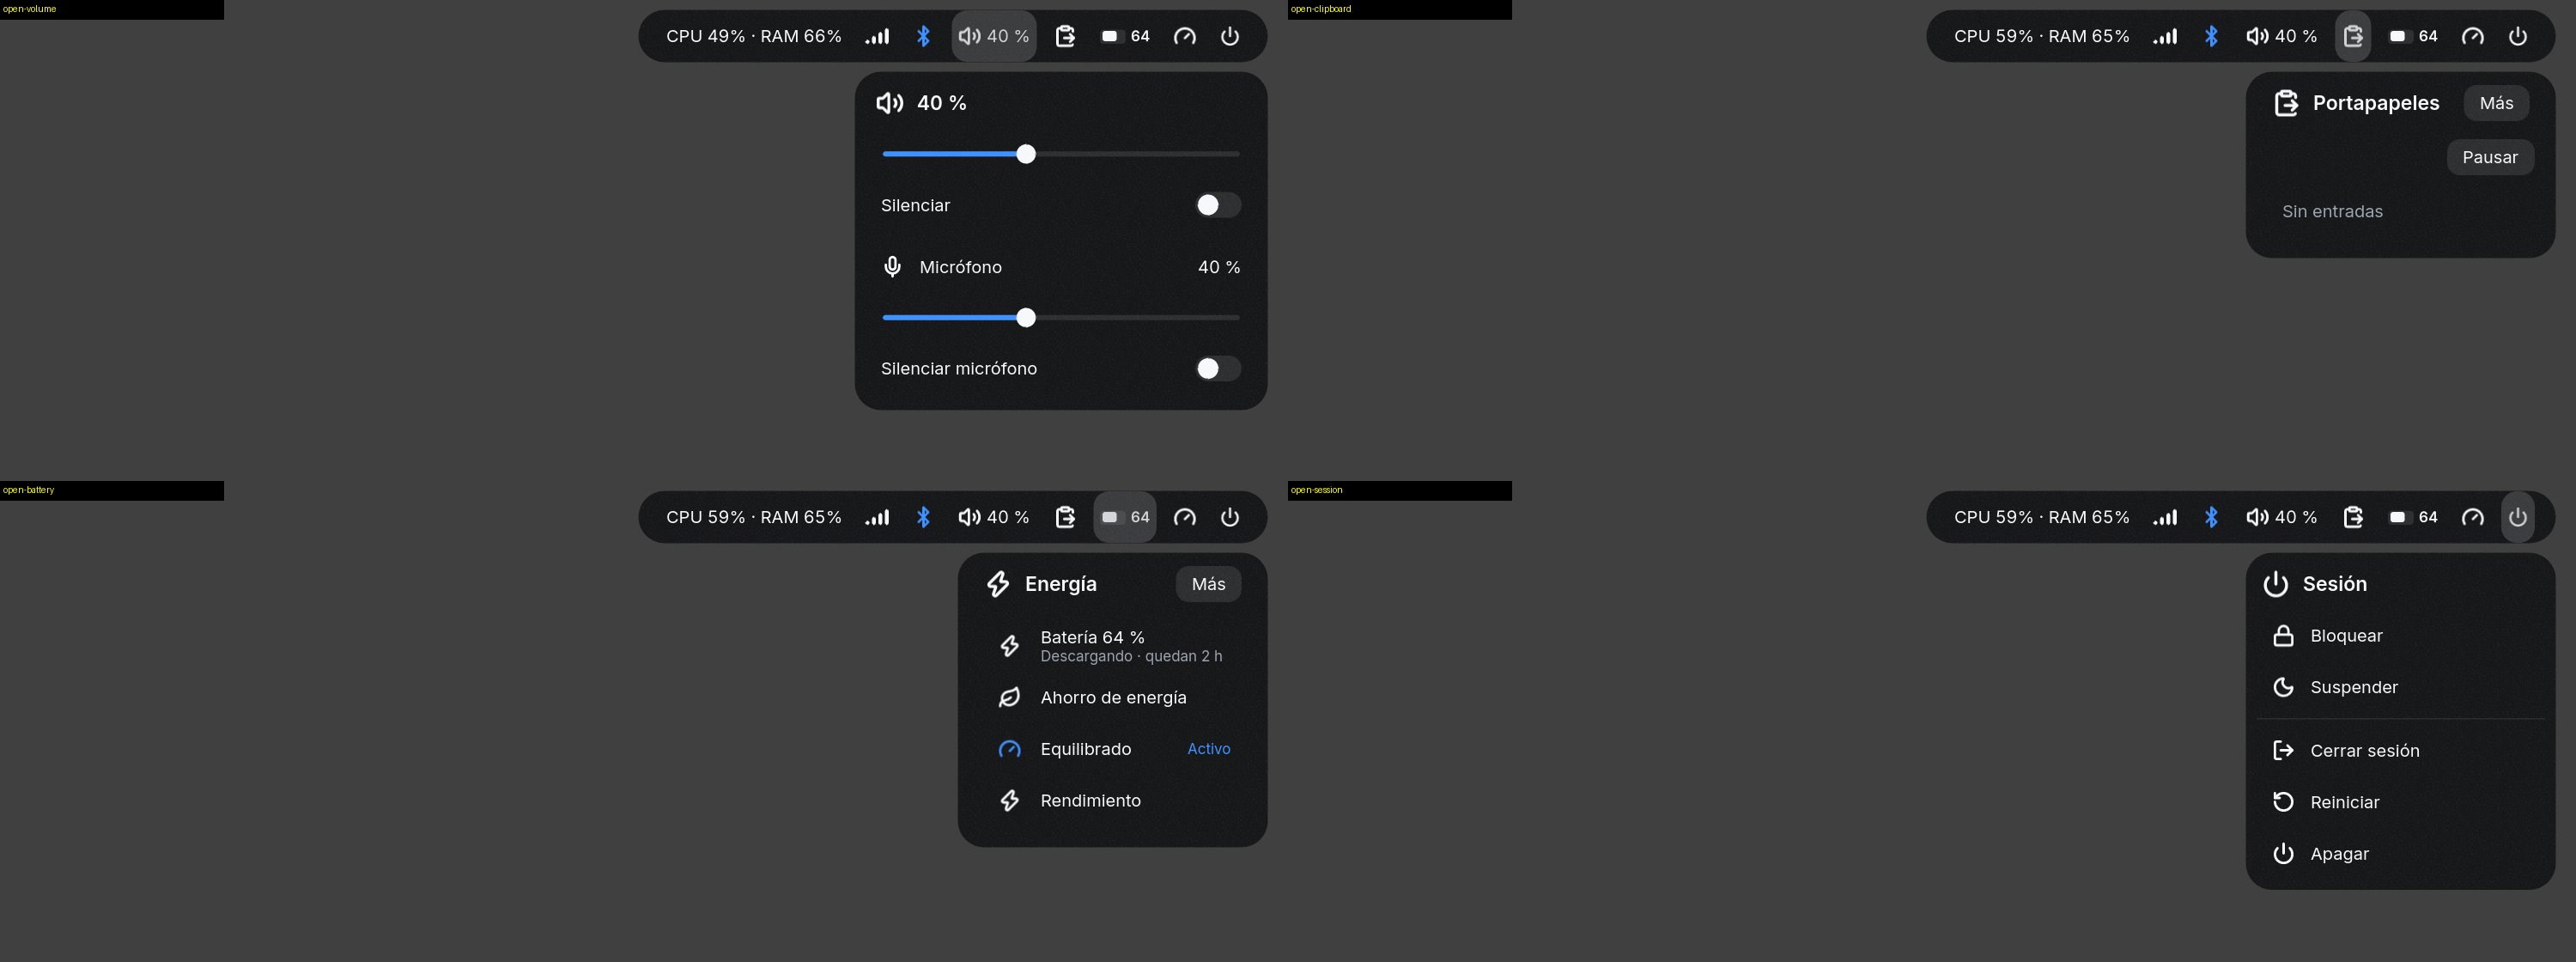 open-volume
CPU 49% · RAM 66% 40 % 64
40 %
Silenciar
Micrófono 40 %
Silenciar micrófono
open-clipboard
CPU 59% · RAM 65% 40 % 64
Portapapeles Más
Pausar
Sin entradas
open-battery
CPU 59% · RAM 65% 40 % 64
Energía Más
Batería 64 %
Descargando · quedan 2 h
Ahorro de energía
Equilibrado Activo
Rendimiento
open-session
CPU 59% · RAM 65% 40 % 64
Sesión
Bloquear
Suspender
Cerrar sesión
Reiniciar
Apagar